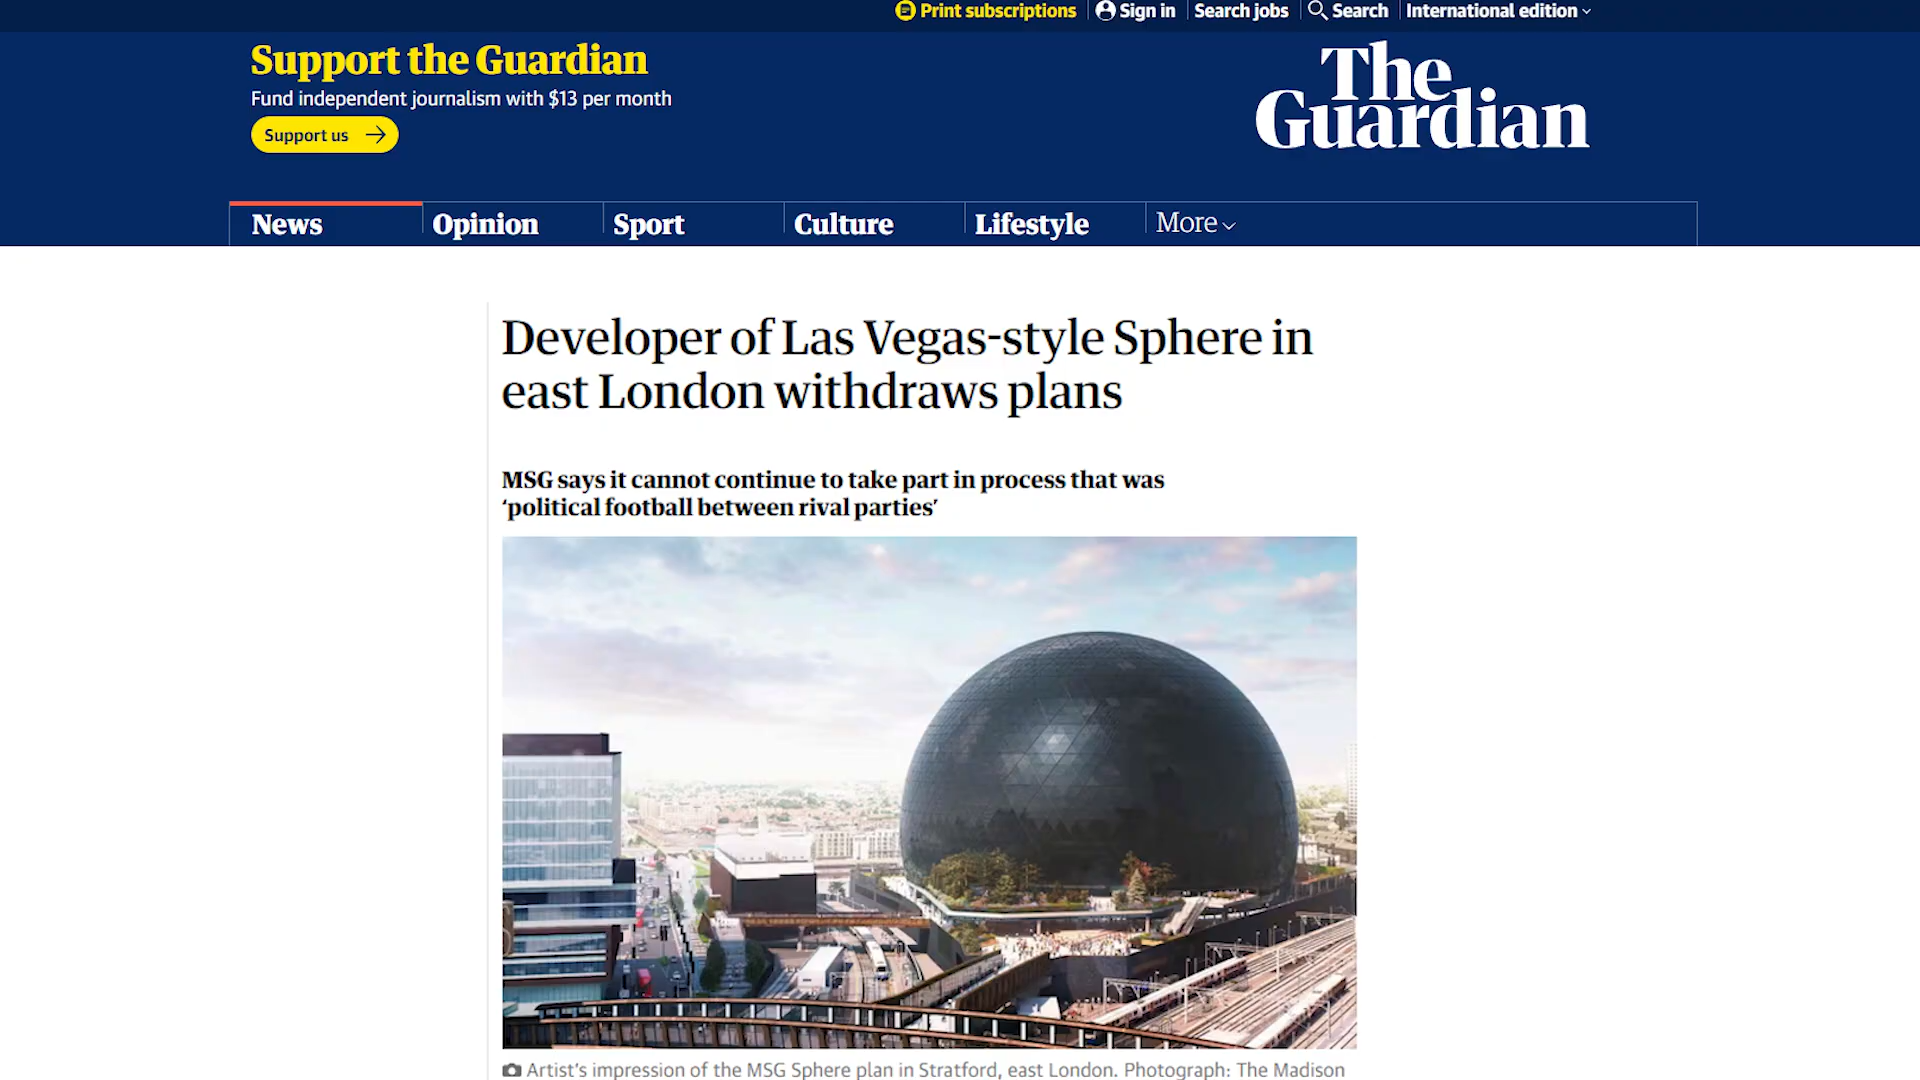 Print subscriptions
Sign in
Search jobs
Search
International edition
Support the Guardian
Fund independent journalism with $13 per month
Support us
The
Guardian
News
Opinion
Sport
Culture
Lifestyle
More
Developer of Las Vegas-style Sphere in
east London withdraws plans
MSG says it cannot continue to take part in process that was
‘political football between rival parties’
Artist’s impression of the MSG Sphere plan in Stratford, east London. Photograph: The Madison